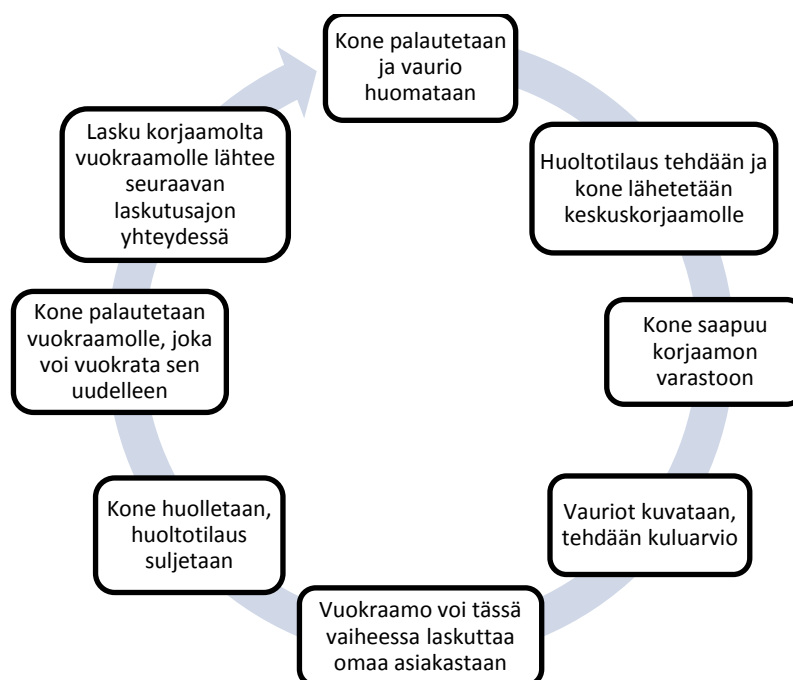 Kone palautetaan
ja vaurio
huomataan
Huoltotilaus tehdään ja
kone lähetetään
keskuskorjaamolle
Kone saapuu
korjaamon
varastoon
Vauriot kuvataan,
tehdään kuluarvio
Vuokraamo voi tässä
vaiheessa laskuttaa
omaa asiakastaan
Kone huolletaan,
huoltotilaus
suljetaan
Kone palautetaan
vuokraamolle, joka
voi vuokrata sen
uudelleen
Lasku korjaamolta
vuokraamolle lähtee
seuraavan
laskutusajon
yhteydessä